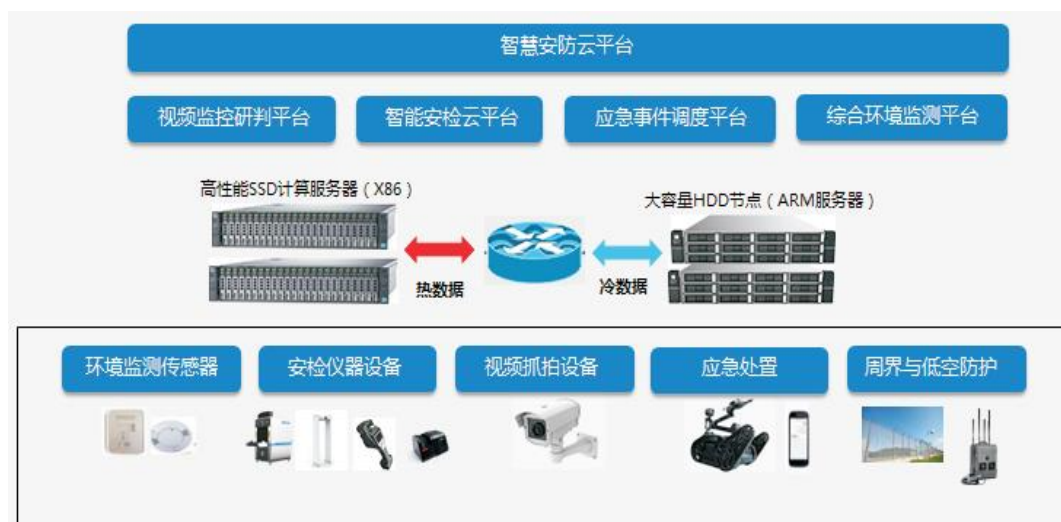 智慧安防云平台
视频监控研判平台
智能安检云平台
应急事件调度平台
综合环境监测平台
高性能SSD计算服务器（X86）
大容量HDD节点（ARM服务器）
热数据
冷数据
环境监测传感器
安检仪器设备
视频抓拍设备
应急处置
周界与低空防护